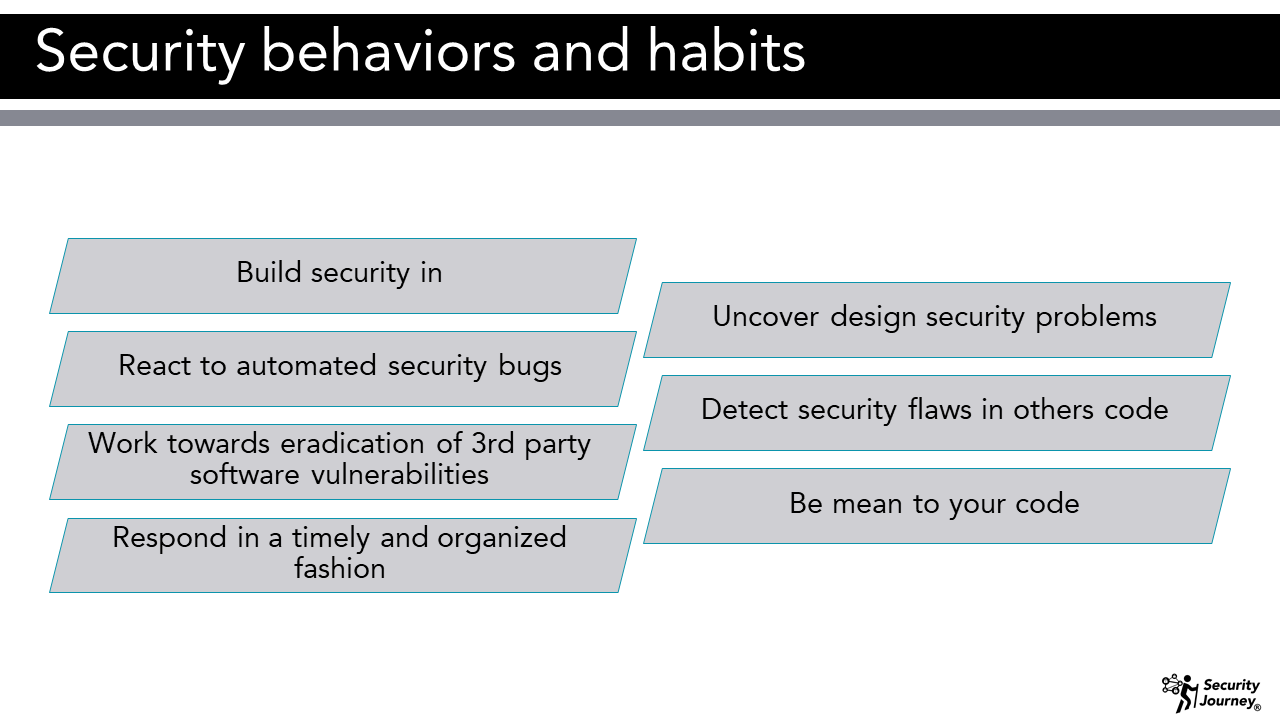 Security behaviors and habits
Build security in
React to automated security bugs
Work towards eradication of 3rd party
software vulnerabilities
Respond in a timely and organized
fashion
Uncover design security problems
Detect security flaws in others code
Be mean to your code
Security
Journey®